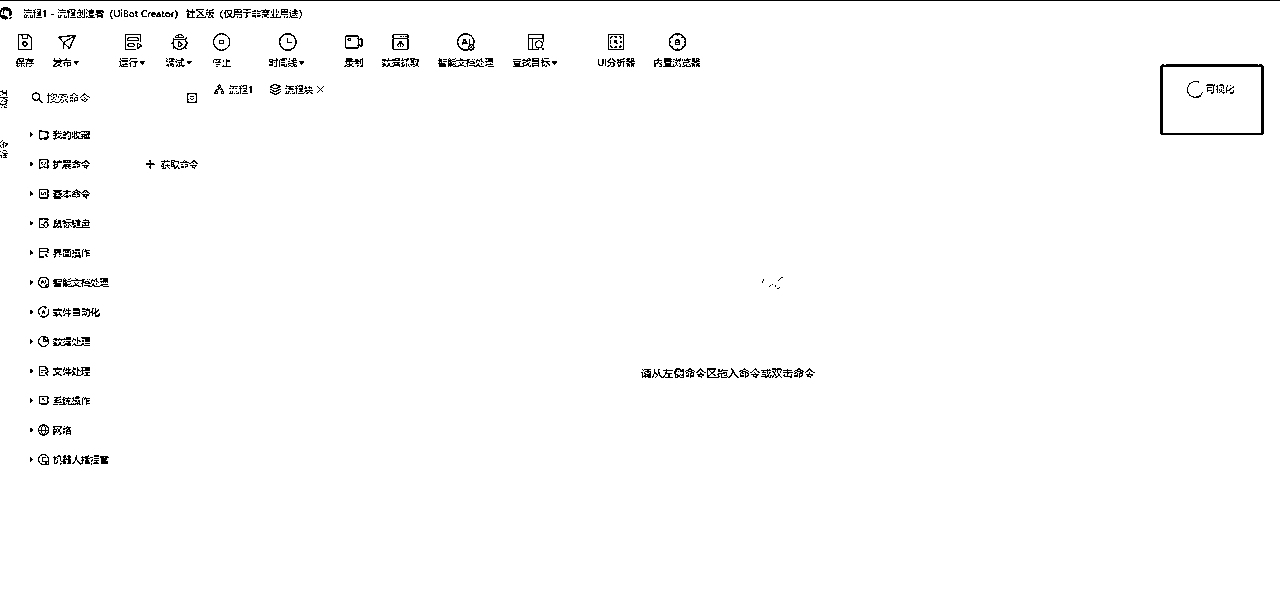 流程1 - 流程创造者（UiBot Creator） 社区版（仅用于非商业用途）
保存 发布 运行 调试 停止 时间线 录制 数据抓取 智能文档处理 查找目标 UI分析器 内置浏览器
搜索命令 流程1 流程块 可视化
我的收藏
扩展命令 获取命令
基本命令
鼠标键盘
界面操作
智能文档处理
软件自动化
数据处理
文件处理
系统操作
网络
机器人指挥官
请从左侧命令区拖入命令或双击命令